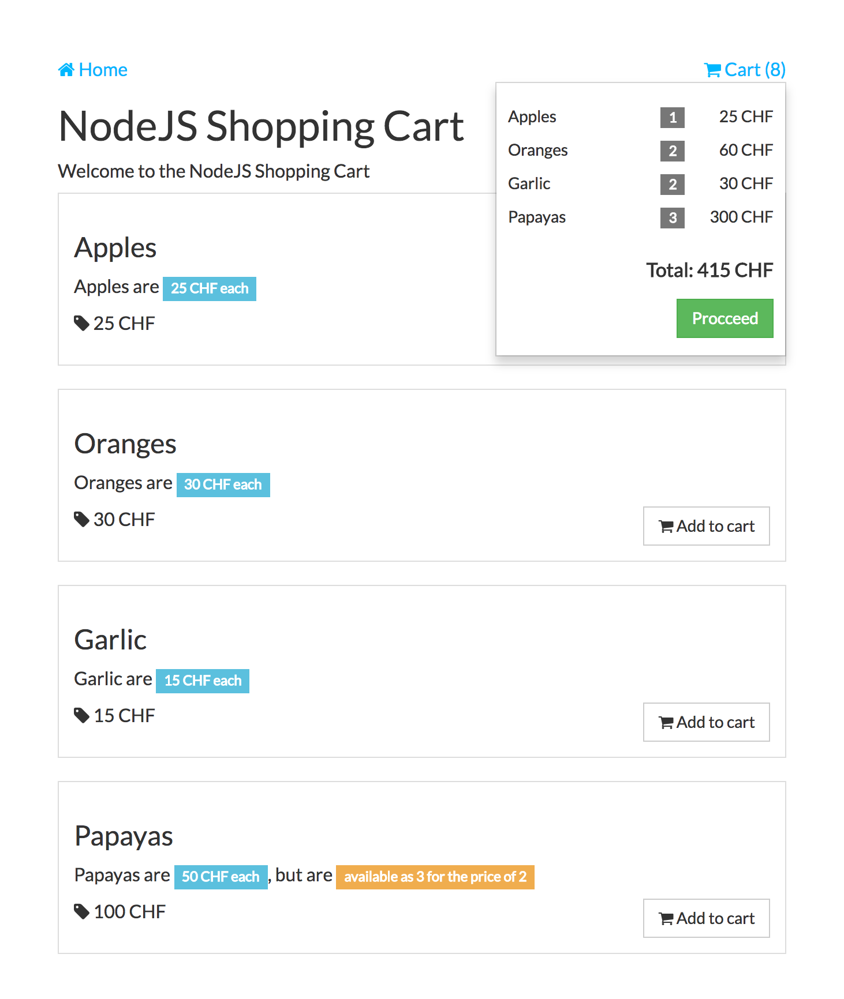 Home
Cart (8)
Apples 1 25 CHF
Oranges 2 60 CHF
Garlic 2 30 CHF
Papayas 3 300 CHF
Total: 415 CHF
Procceed
NodeJS Shopping Cart
Welcome to the NodeJS Shopping Cart
Apples
Apples are 25 CHF each
25 CHF
Oranges
Oranges are 30 CHF each
30 CHF
Add to cart
Garlic
Garlic are 15 CHF each
15 CHF
Add to cart
Papayas
Papayas are 50 CHF each, but are available as 3 for the price of 2
100 CHF
Add to cart